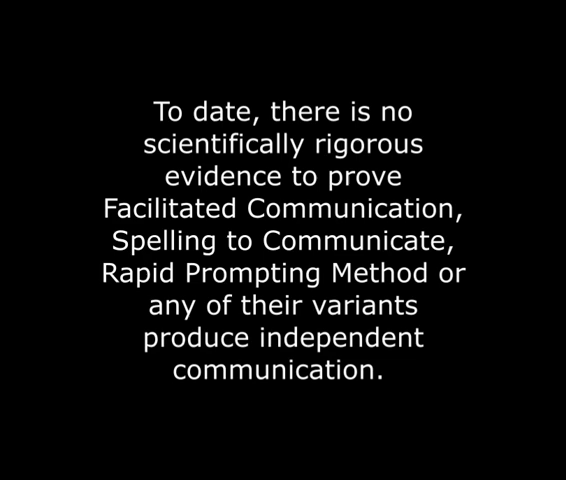 To date, there is no
scientifically rigorous
evidence to prove
Facilitated Communication,
Spelling to Communicate,
Rapid Prompting Method or
any of their variants
produce independent
communication.